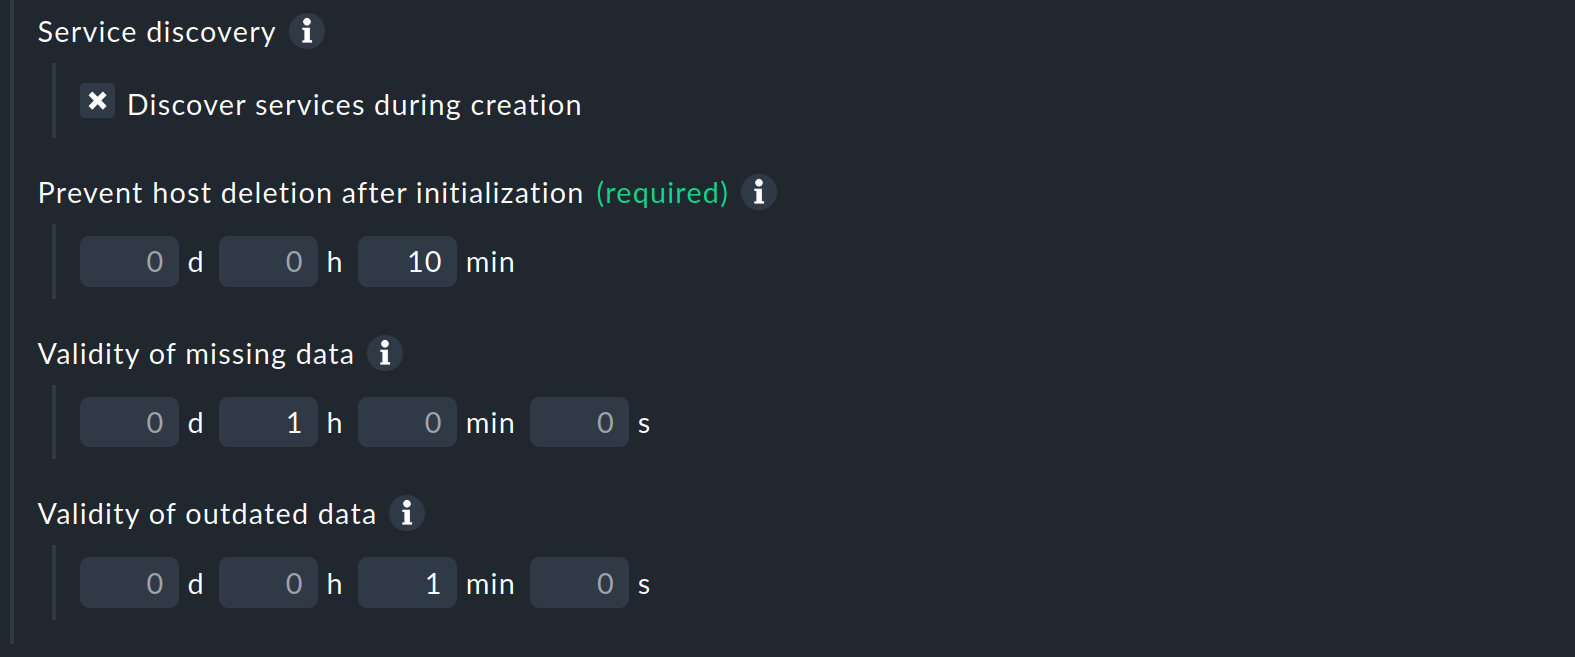 Service discovery
Discover services during creation
Prevent host deletion after initialization (required)
0 d 0 h 10 min
Validity of missing data
0 d 1 h 0 min 0 s
Validity of outdated data
0 d 0 h 1 min 0 s